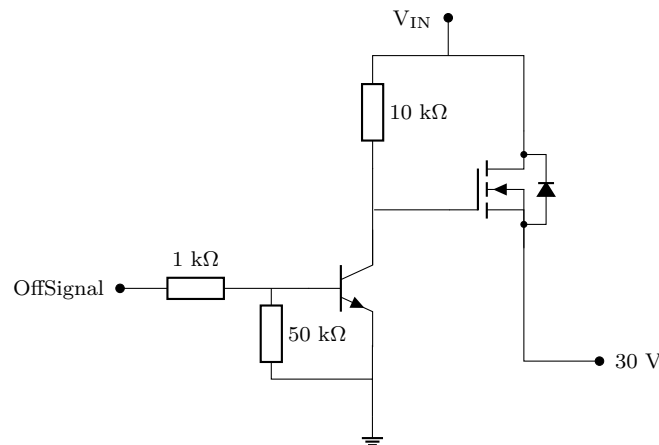 V_IN
10 kΩ
1 kΩ
OffSignal
50 kΩ
30 V